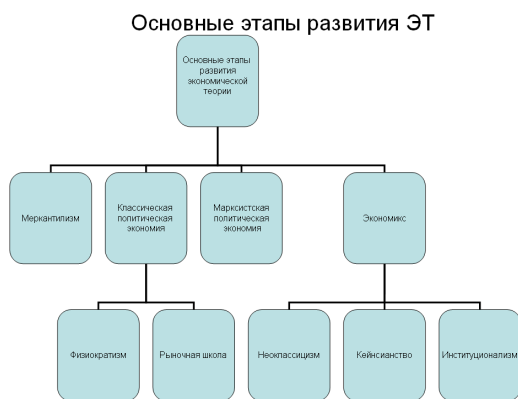 Основные этапы развития ЭТ
Основные этапы
развития
экономической
теории
Меркантилизм
Классическая
политическая
экономия
Марксистская
политическая
экономия
Экономикс
Физиократизм
Рыночная школа
Неоклассицизм
Кейнсианство
Институционализм